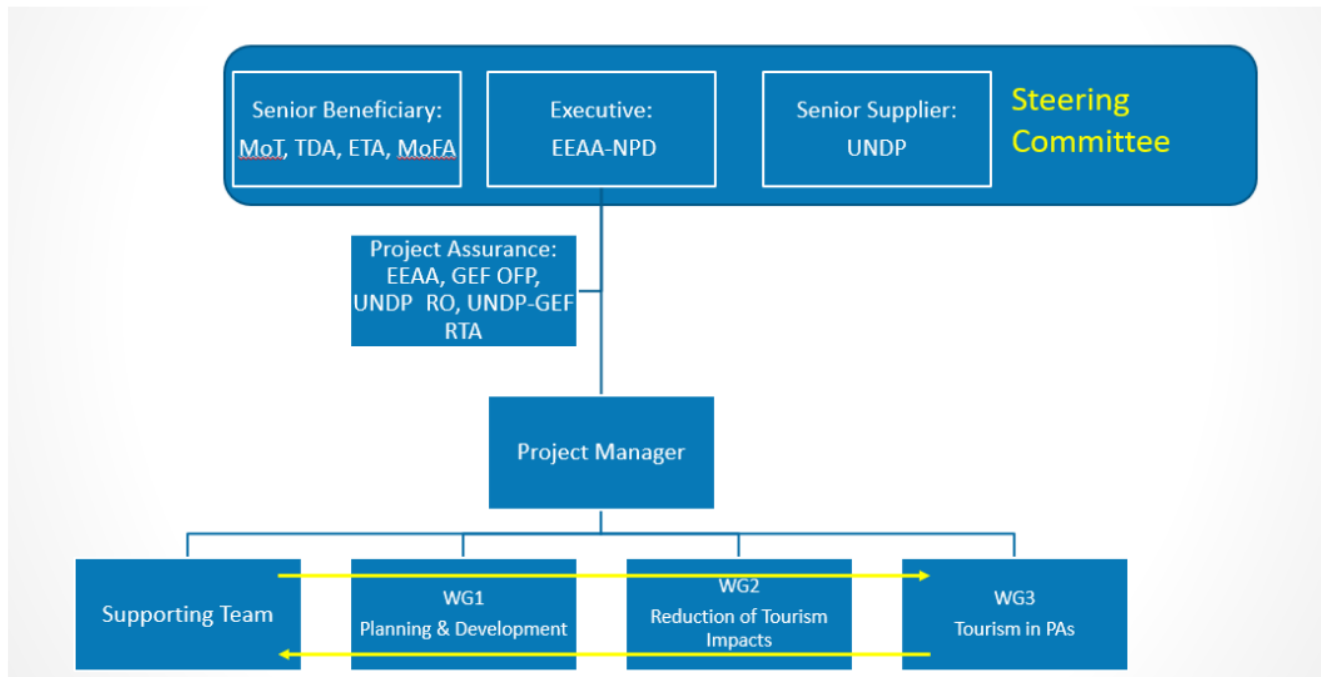 Senior Beneficiary:
MoT, TDA, ETA, MoFA
Executive:
EEAA-NPD
Senior Supplier:
UNDP
Steering
Committee
Project Assurance:
EEAA, GEF OFP,
UNDP RO, UNDP-GEF
RTA
Project Manager
Supporting Team
WG1
Planning & Development
WG2
Reduction of Tourism
Impacts
WG3
Tourism in PAs